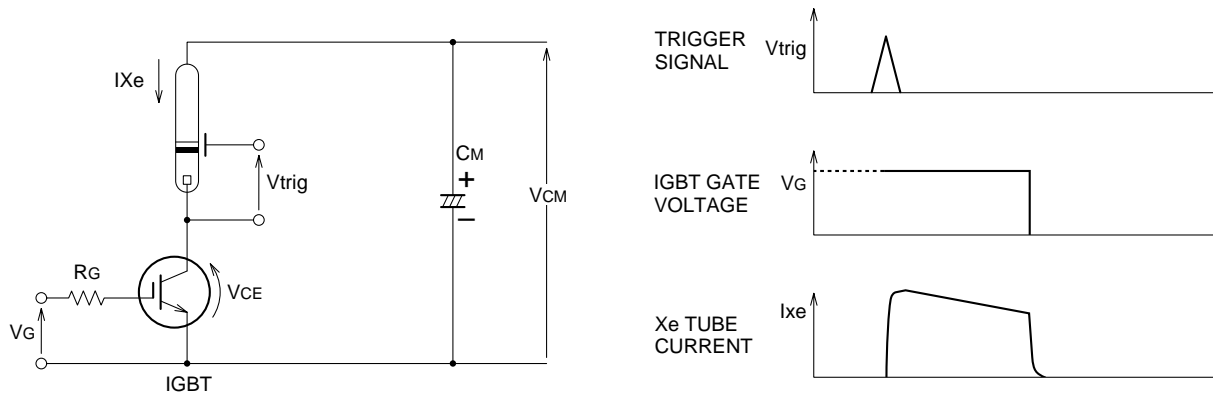 IXe
Vtrig
CM
+
−
VCM
RG
VCE
VG
IGBT
TRIGGER
SIGNAL
Vtrig
IGBT GATE
VOLTAGE
VG
Xe TUBE
CURRENT
Ixe